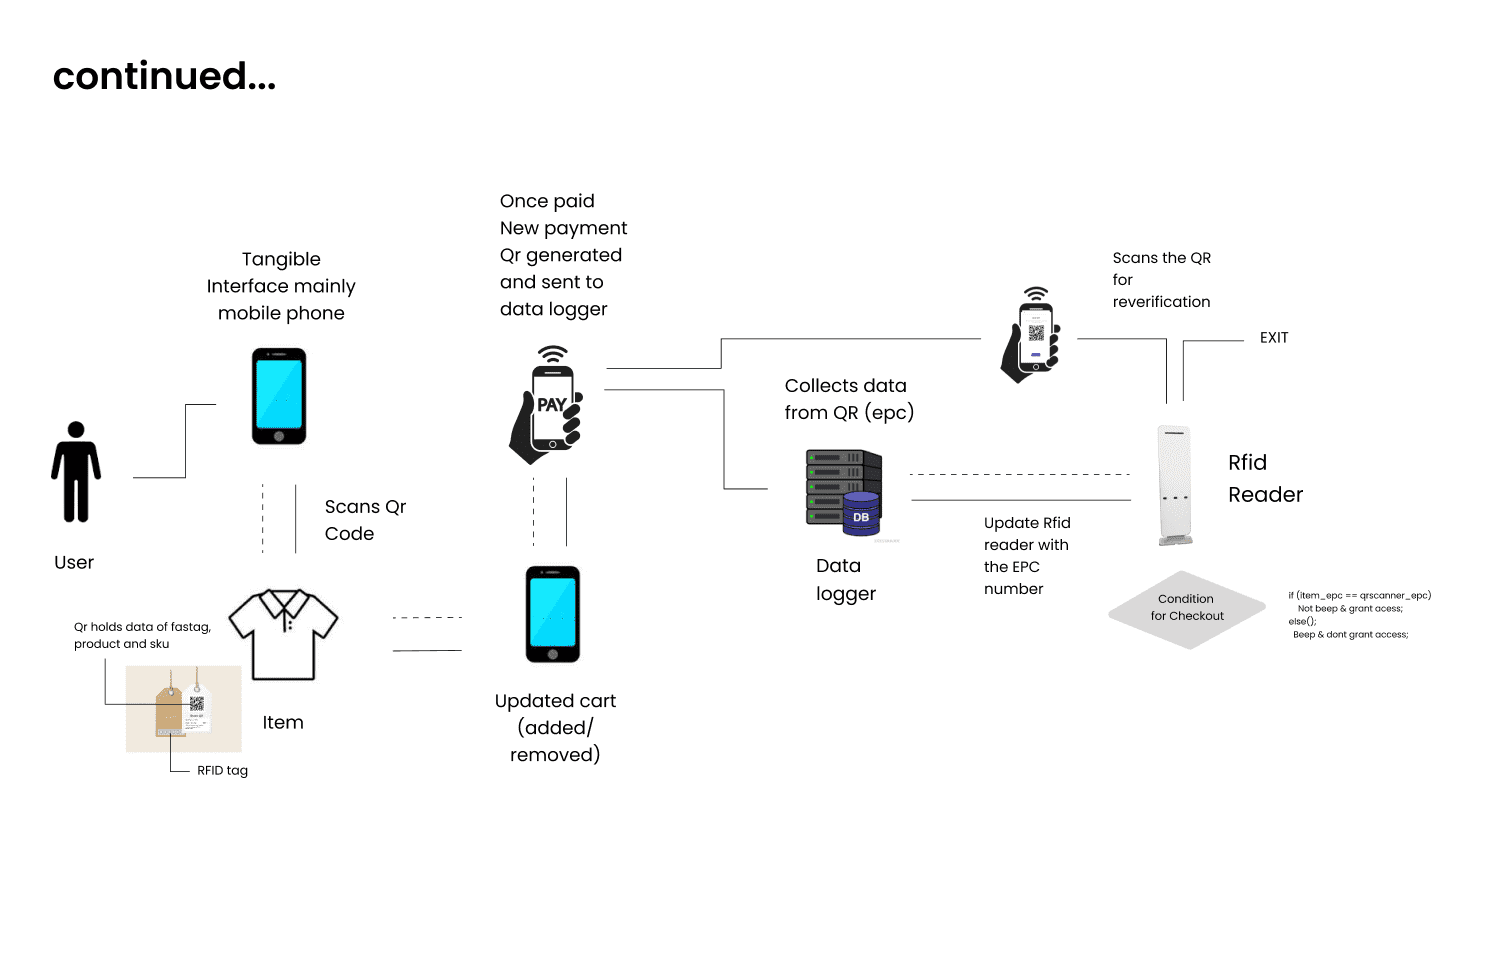 continued...
Once paid
New payment
Qr generated
and sent to
data logger
Tangible
Interface mainly
mobile phone
Scans the QR
for
reverification
EXIT
PAY
Collects data
from QR (epc)
Rfid
Reader
Scans Qr
Code
DB
Update Rfid
reader with
the EPC
number
User
Data
logger
Condition
for Checkout
if (item_epc == qrscanner_epc)
Not beep & grant acess;
else();
Beep & dont grant access;
Qr holds data of fastag,
product and sku
Item
Updated cart
(added/
removed)
RFID tag